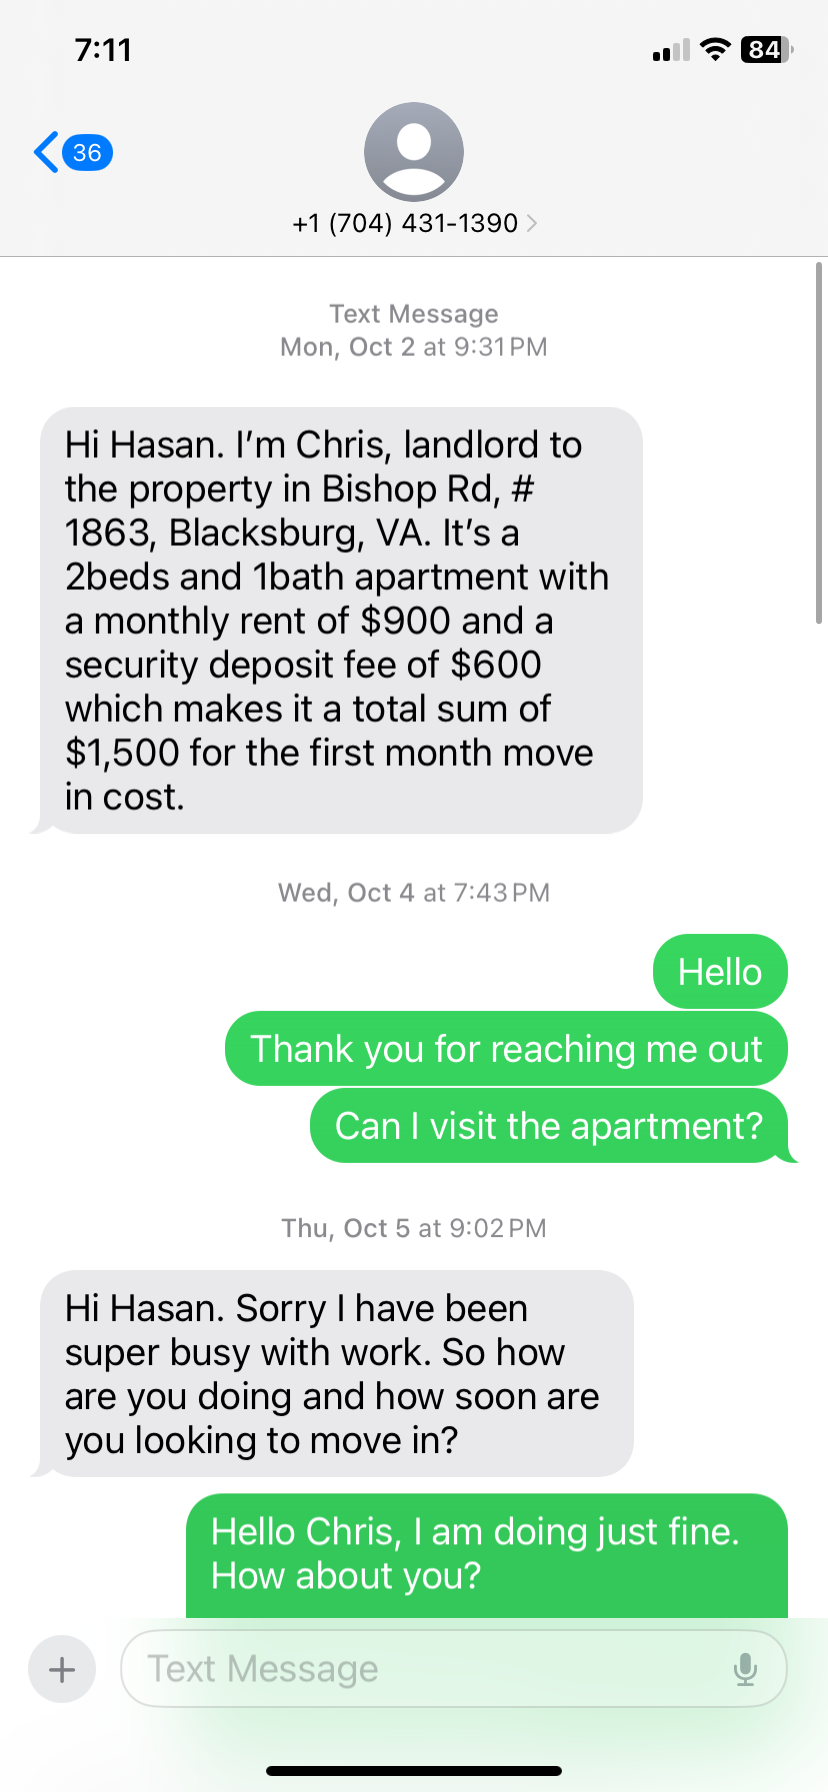 7:11
84
36
+1 (704) 431-1390
Text Message
Mon, Oct 2 at 9:31 PM
Hi Hasan. I’m Chris, landlord to
the property in Bishop Rd, #
1863, Blacksburg, VA. It’s a
2beds and 1bath apartment with
a monthly rent of $900 and a
security deposit fee of $600
which makes it a total sum of
$1,500 for the first month move
in cost.
Wed, Oct 4 at 7:43 PM
Hello
Thank you for reaching me out
Can I visit the apartment?
Thu, Oct 5 at 9:02 PM
Hi Hasan. Sorry I have been
super busy with work. So how
are you doing and how soon are
you looking to move in?
Hello Chris, I am doing just fine.
How about you?
Text Message